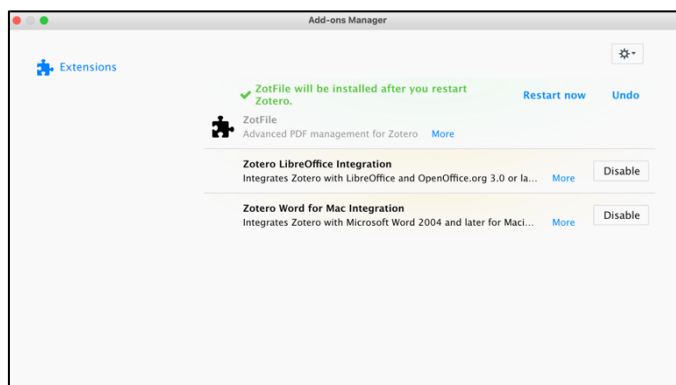 Add-ons Manager
Extensions
ZotFile will be installed after you restart
Zotero.
Restart now
Undo
ZotFile
Advanced PDF management for Zotero More
Zotero LibreOffice Integration
Integrates Zotero with LibreOffice and OpenOffice.org 3.0 or la... More
Disable
Zotero Word for Mac Integration
Integrates Zotero with Microsoft Word 2004 and later for Maci... More
Disable